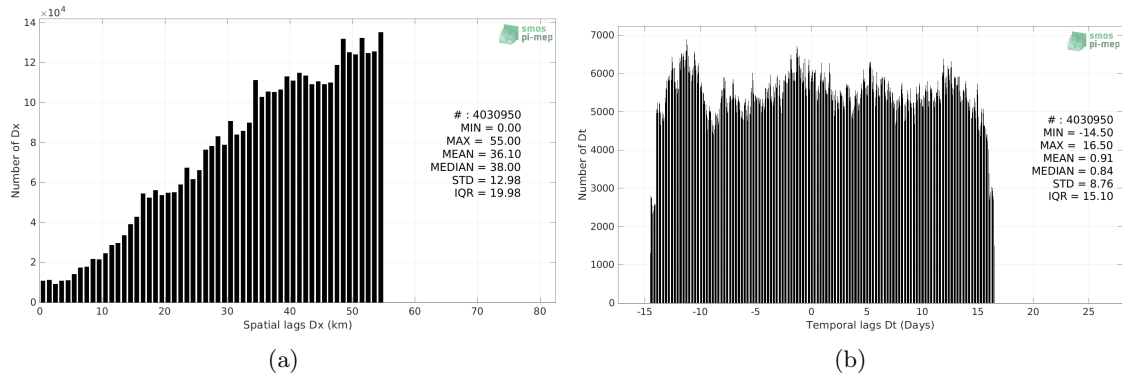 ×10⁴
14
12
10
8
6
4
2
0
Number of Dx
0 10 20 30 40 50 60 70 80
Spatial lags Dx (km)
smos
pi-mep
# : 4030950
MIN = 0.00
MAX = 55.00
MEAN = 36.10
MEDIAN = 38.00
STD = 12.98
IQR = 19.98
(a)
7000
6000
5000
4000
3000
2000
1000
0
Number of Dt
-15 -10 -5 0 5 10 15 20 25
Temporal lags Dt (Days)
smos
pi-mep
# : 4030950
MIN = -14.50
MAX = 16.50
MEAN = 0.91
MEDIAN = 0.84
STD = 8.76
IQR = 15.10
(b)